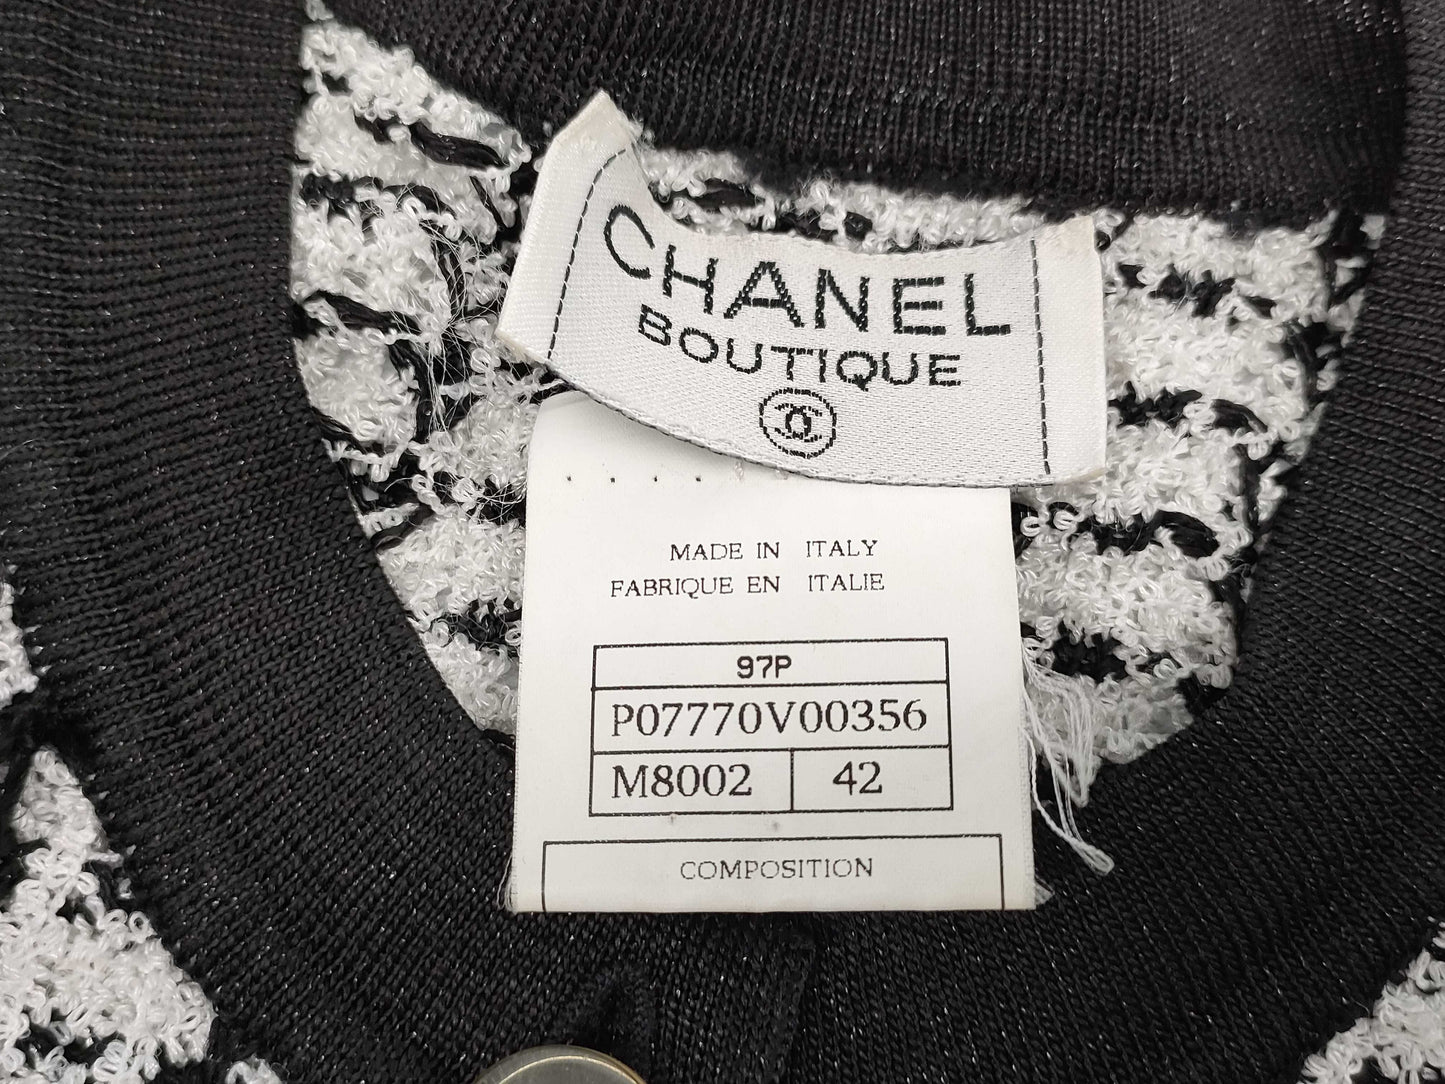 CHANEL
BOUTIQUE
MADE IN ITALY
FABRIQUE EN ITALIE
97P
P07770V00356
M8002 42
COMPOSITION